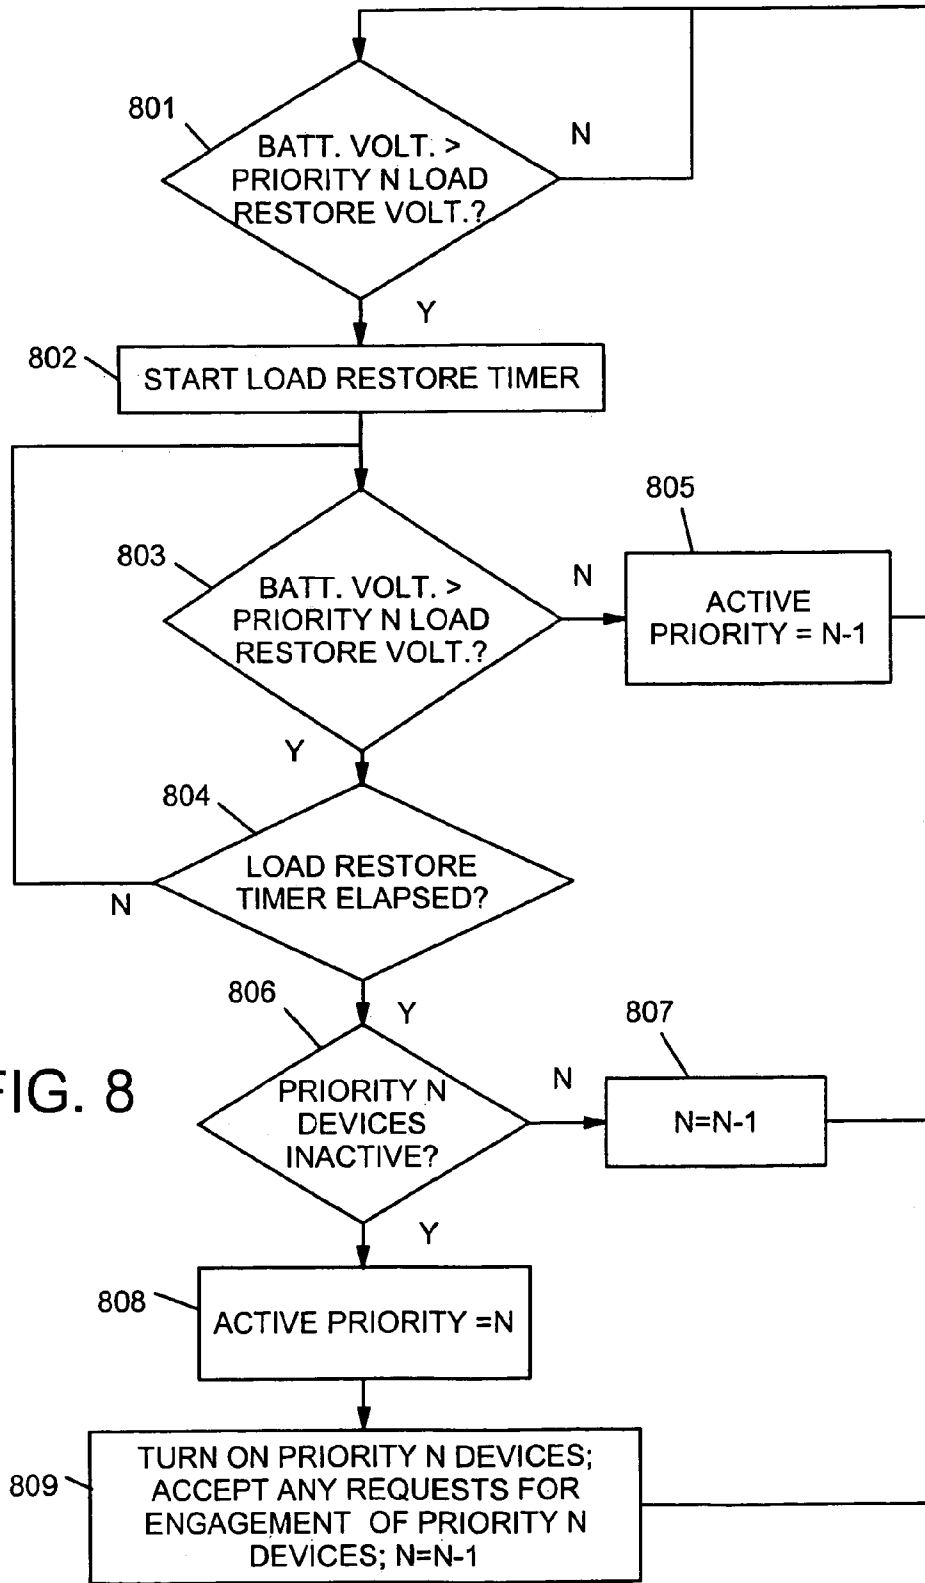 801
BATT. VOLT. >
PRIORITY N LOAD
RESTORE VOLT.?
N
Y
802
START LOAD RESTORE TIMER
803
BATT. VOLT. >
PRIORITY N LOAD
RESTORE VOLT.?
N
805
ACTIVE
PRIORITY = N-1
Y
804
LOAD RESTORE
TIMER ELAPSED?
N
Y
806
PRIORITY N
DEVICES
INACTIVE?
N
807
N=N-1
FIG. 8
Y
808
ACTIVE PRIORITY =N
809
TURN ON PRIORITY N DEVICES;
ACCEPT ANY REQUESTS FOR
ENGAGEMENT OF PRIORITY N
DEVICES; N=N-1